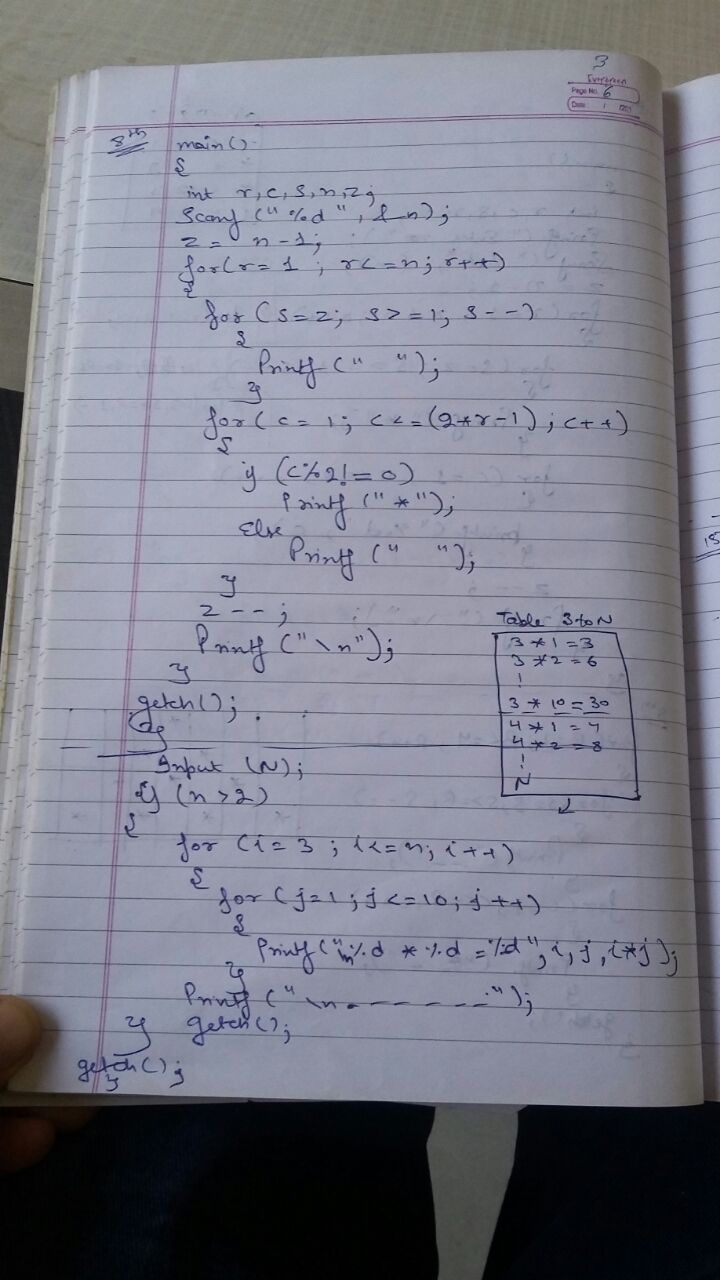 3
Evergreen
Page No. 6
Date: / /201
8th
main()
{
int r, c, s, n, z;
Scanf ("%d", &n);
z = n-1;
for(r=1; r<=n; r++)
{
for (s=z; s>=1; s--)
{
Printf (" ");
}
for(c=1; c<=(2*r-1); c++)
{
if (c%2!=0)
Printf ("*");
Else
Printf (" ");
}
z--;
Printf ("\n");
}
getch();
}
Table 3 to N
3 * 1 = 3
3 * 2 = 6
!
3 * 10 = 30
4 * 1 = 4
4 * 2 = 8
!
N
Input (N);
if (n>2)
{
for (i=3; i<=n; i++)
{
for (j=1; j<=10; j++)
{
Printf ("\n%d * %d = %d", i, j, i*j);
}
Printf ("\n-------");
} getch();
getch();
}
15